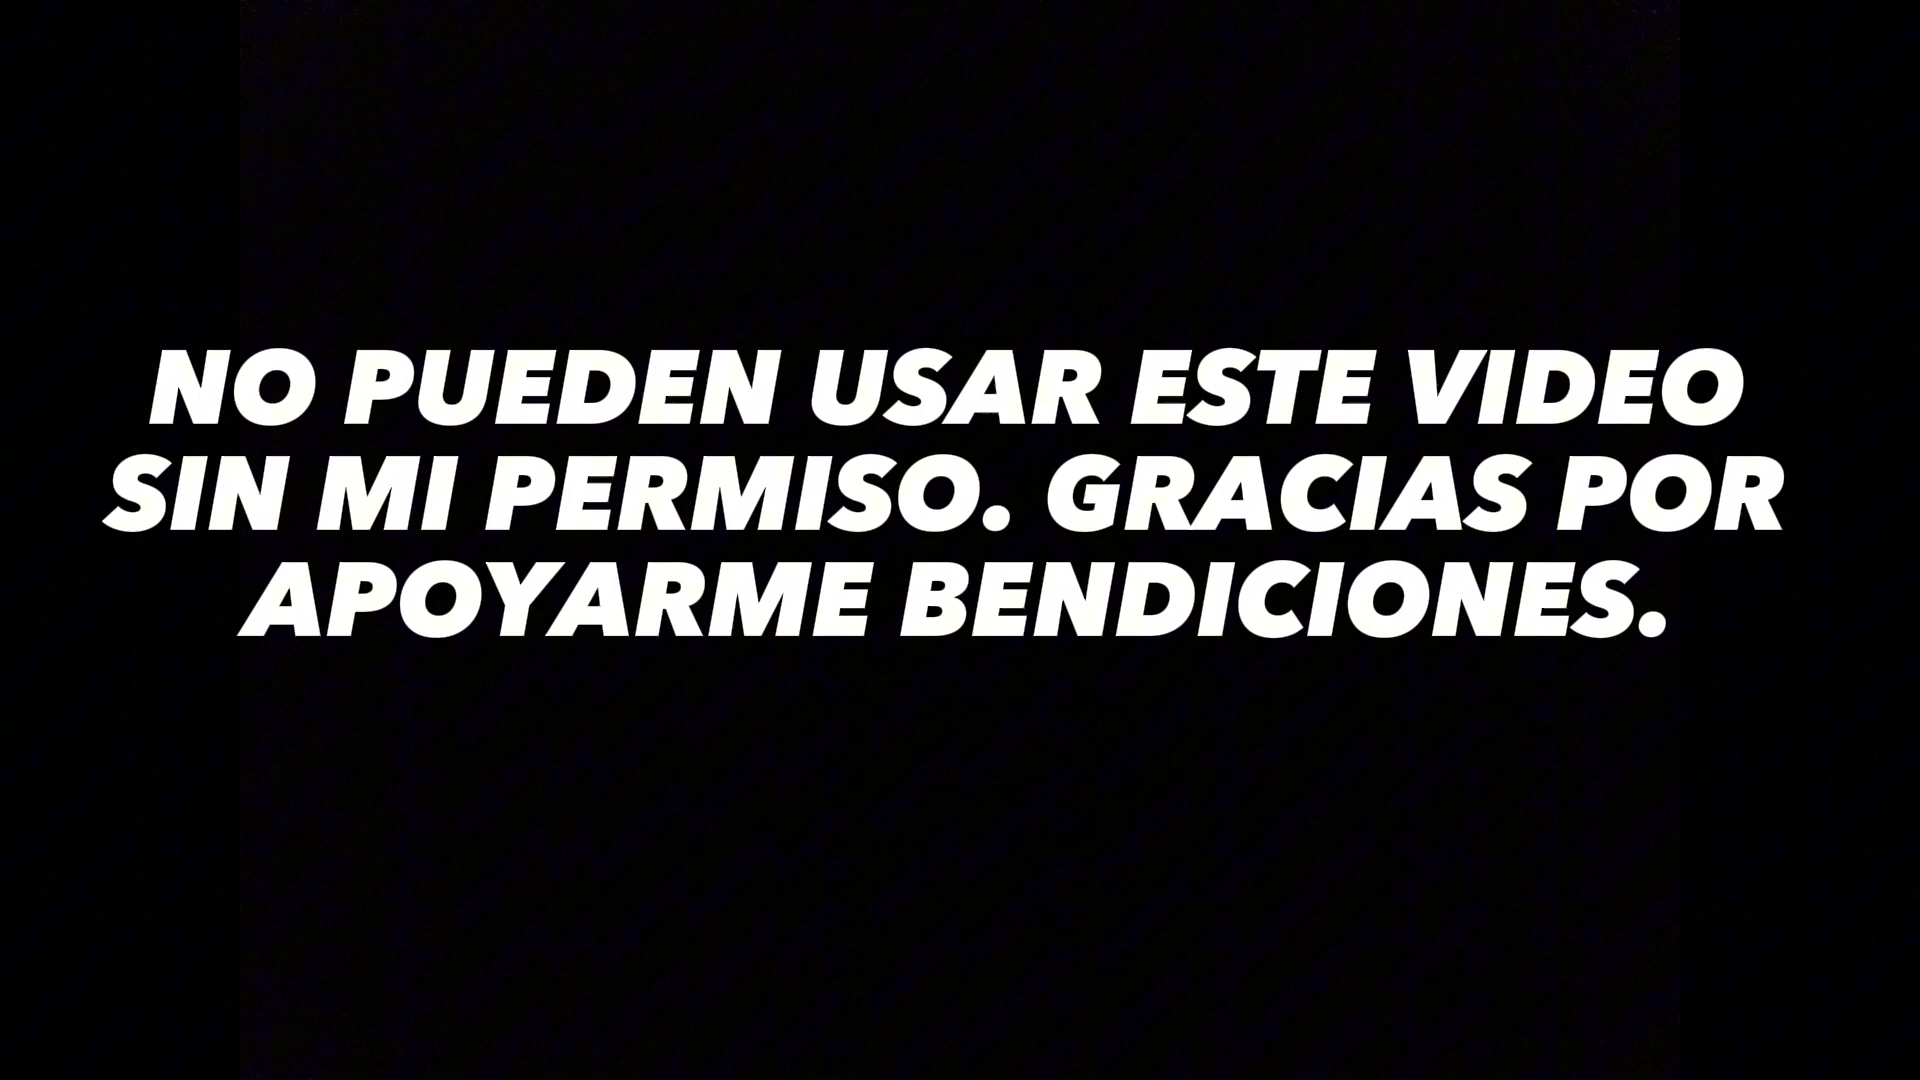 NO PUEDEN USAR ESTE VIDEO
SIN MI PERMISO. GRACIAS POR
APOYARME BENDICIONES.